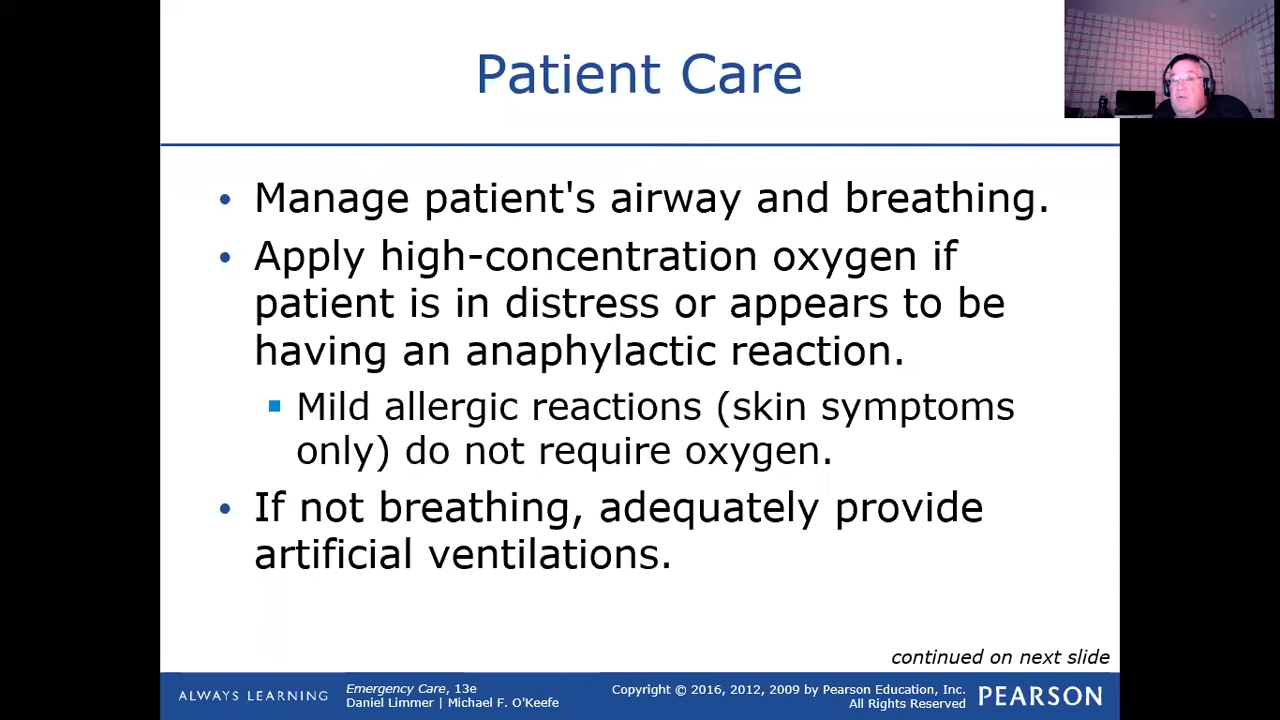 Patient Care
• Manage patient's airway and breathing.
• Apply high-concentration oxygen if
patient is in distress or appears to be
having an anaphylactic reaction.
▪ Mild allergic reactions (skin symptoms
only) do not require oxygen.
• If not breathing, adequately provide
artificial ventilations.
continued on next slide
ALWAYS LEARNING
Emergency Care, 13e
Daniel Limmer | Michael F. O'Keefe
Copyright © 2016, 2012, 2009 by Pearson Education, Inc.
All Rights Reserved
PEARSON